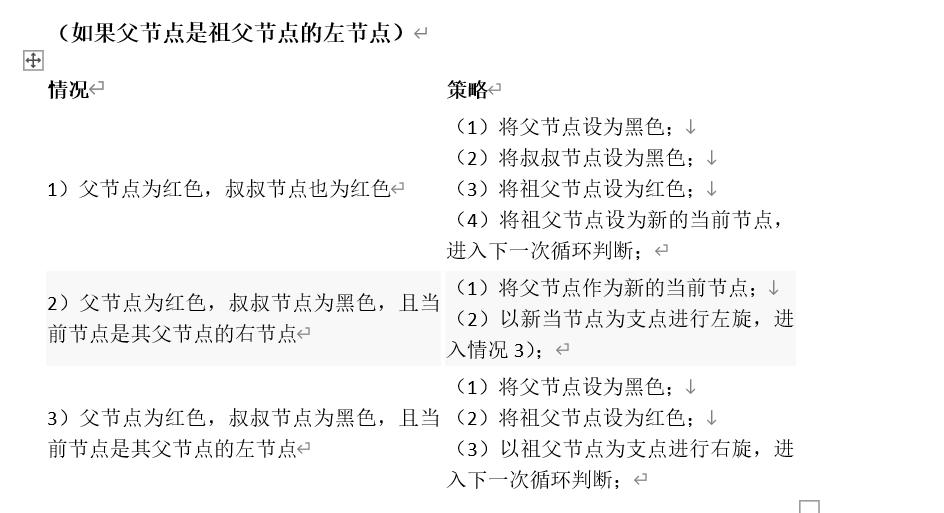 （如果父节点是祖父节点的左节点）
情况
策略
1）父节点为红色，叔叔节点也为红色
（1）将父节点设为黑色；
（2）将叔叔节点设为黑色；
（3）将祖父节点设为红色；
（4）将祖父节点设为新的当前节点，
进入下一次循环判断；
2）父节点为红色，叔叔节点为黑色，且当
前节点是其父节点的右节点
（1）将父节点作为新的当前节点；
（2）以新当节点为支点进行左旋，进
入情况 3）；
3）父节点为红色，叔叔节点为黑色，且当
前节点是其父节点的左节点
（1）将父节点设为黑色；
（2）将祖父节点设为红色；
（3）以祖父节点为支点进行右旋，进
入下一次循环判断；